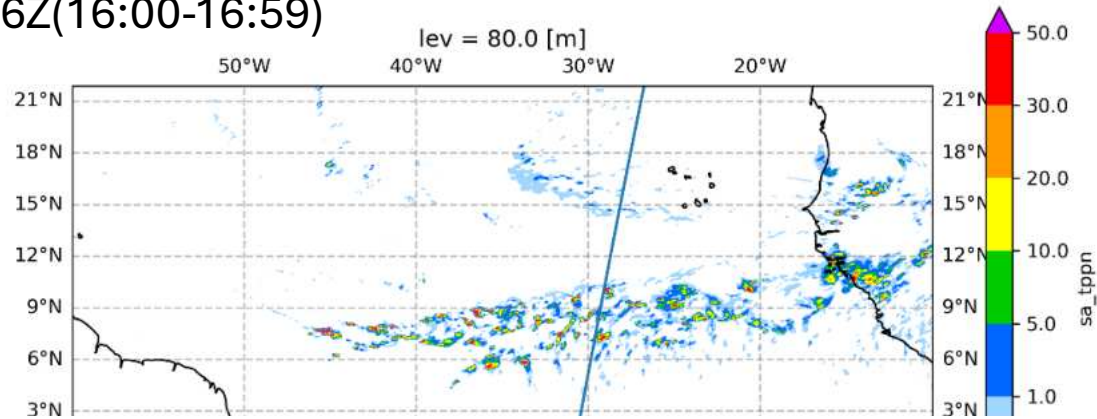 6Z(16:00-16:59)
lev = 80.0 [m]
50°W 40°W 30°W 20°W
21°N 21°N
18°N 18°N
15°N 15°N
12°N 12°N
9°N 9°N
6°N 6°N
3°N 3°N
50.0
30.0
20.0
10.0
5.0
1.0
sa_tppn